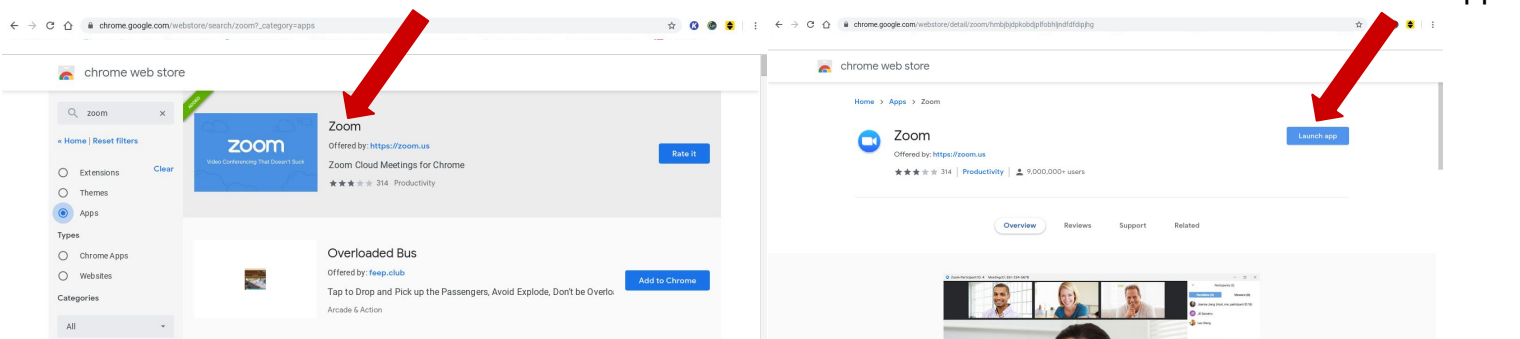 pp
chrome.google.com/webstore/search/zoom?_category=apps
chrome web store
zoom
« Home | Reset filters
Extensions
Clear
Themes
Apps
Types
Chrome Apps
Websites
Categories
All
ADDED
zoom
Video Conferencing That Doesn't Suck
Zoom
Offered by: https://zoom.us
Zoom Cloud Meetings for Chrome
314 Productivity
Rate it
Overloaded Bus
Offered by: feep.club
Tap to Drop and Pick up the Passengers, Avoid Explode, Don't be Overlo
Arcade & Action
Add to Chrome
chrome.google.com/webstore/detail/zoom/hmbjbjdpkobdjplfobhljndfdfdipjhg
chrome web store
Home > Apps > Zoom
Zoom
Offered by: https://zoom.us
314 | Productivity | 9,000,000+ users
Launch app
Overview
Reviews
Support
Related